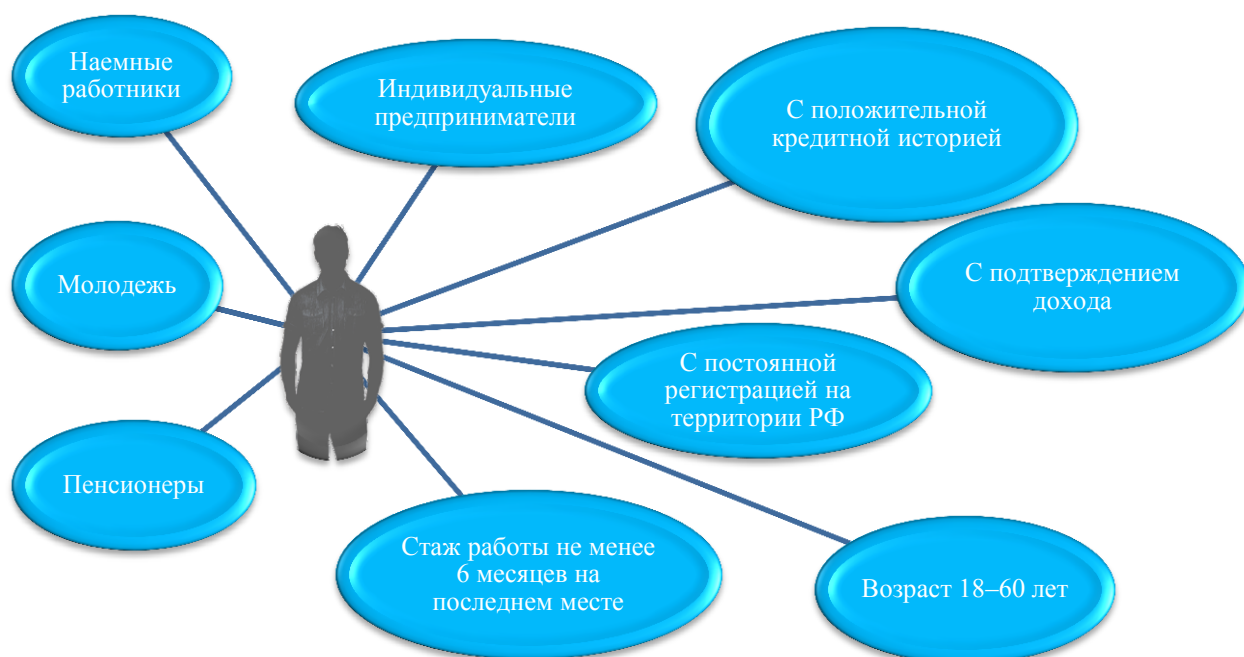 Наемные
работники
Индивидуальные
предприниматели
С положительной
кредитной историей
Молодежь
С подтверждением
дохода
С постоянной
регистрацией на
территории РФ
Пенсионеры
Стаж работы не менее
6 месяцев на
последнем месте
Возраст 18–60 лет